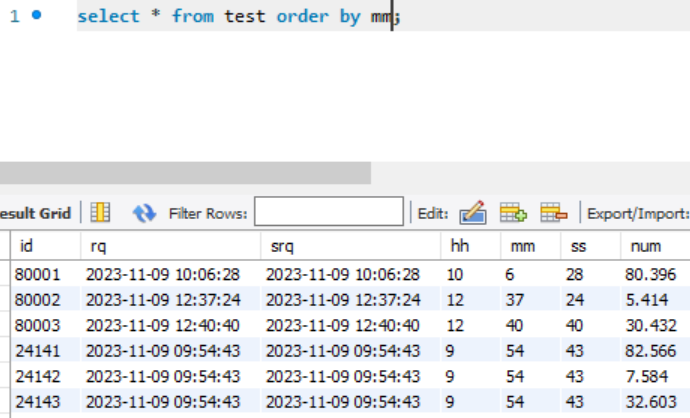 1 select * from test order by mm;
esult Grid Filter Rows: Edit: Export/Import:
id rq srq hh mm ss num
80001 2023-11-09 10:06:28 2023-11-09 10:06:28 10 6 28 80.396
80002 2023-11-09 12:37:24 2023-11-09 12:37:24 12 37 24 5.414
80003 2023-11-09 12:40:40 2023-11-09 12:40:40 12 40 40 30.432
24141 2023-11-09 09:54:43 2023-11-09 09:54:43 9 54 43 82.566
24142 2023-11-09 09:54:43 2023-11-09 09:54:43 9 54 43 7.584
24143 2023-11-09 09:54:43 2023-11-09 09:54:43 9 54 43 32.603